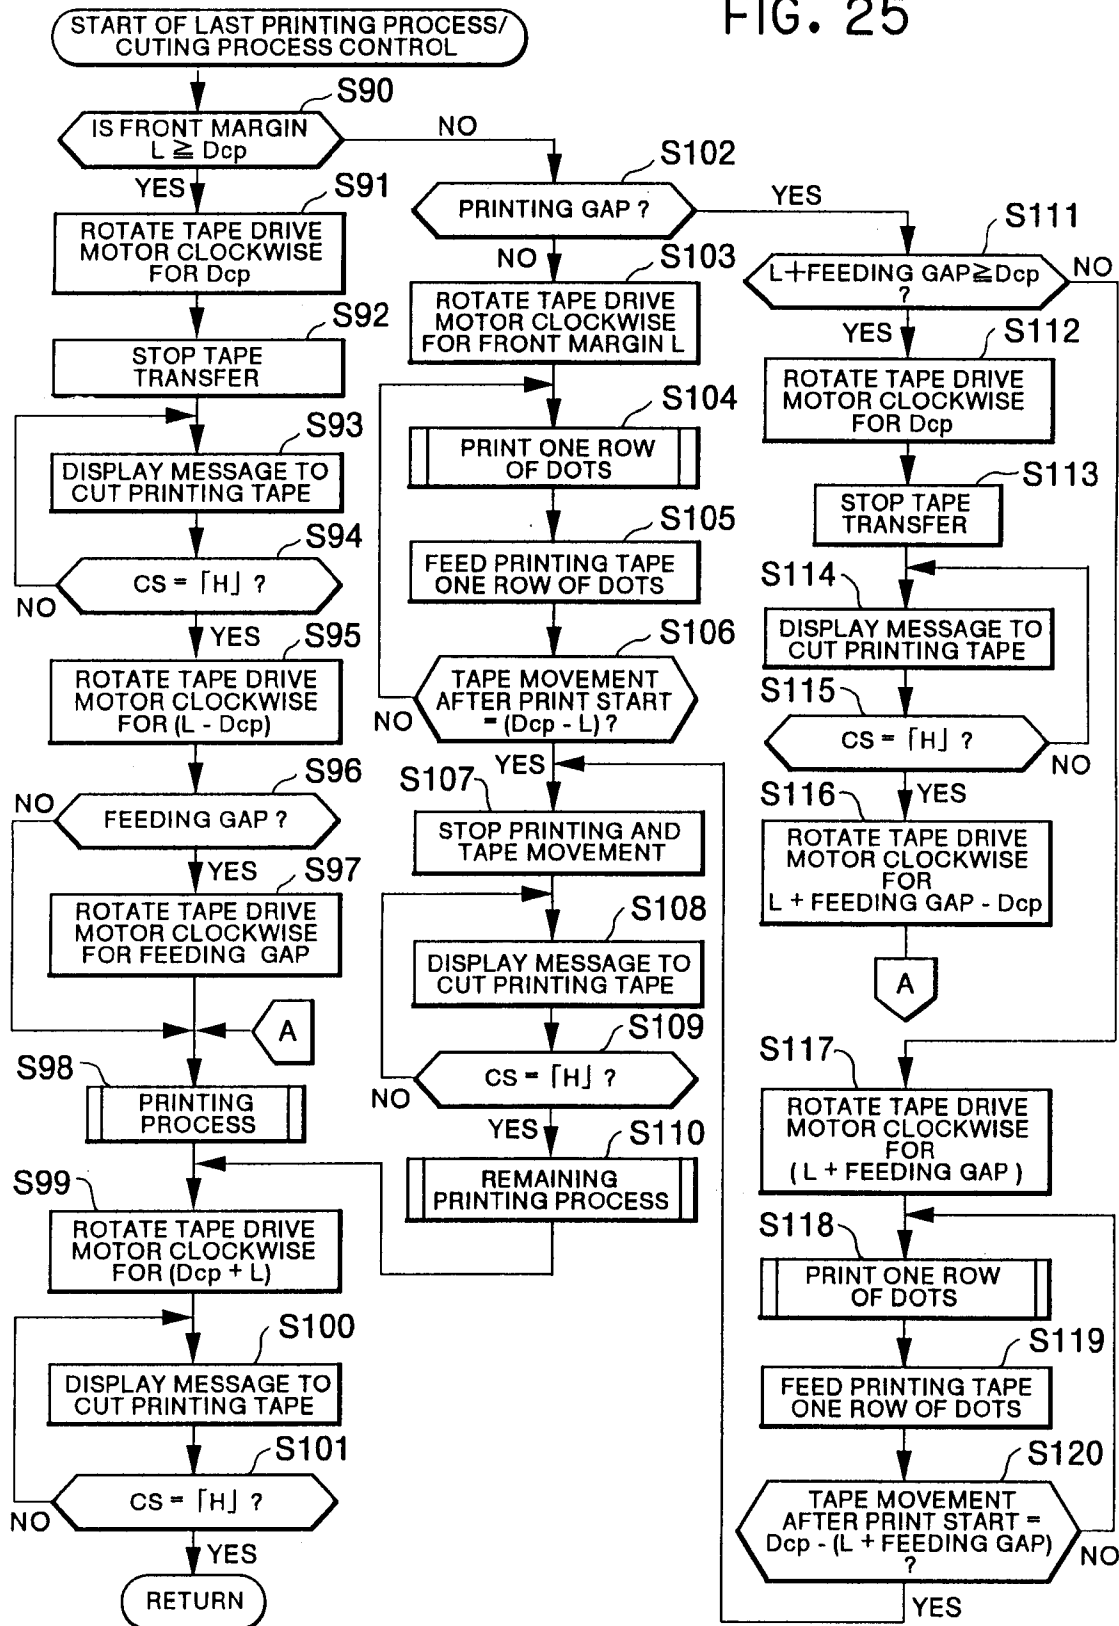 FIG. 25
START OF LAST PRINTING PROCESS/
CUTING PROCESS CONTROL
S90
IS FRONT MARGIN
L ≧ Dcp
NO
YES
S91
ROTATE TAPE DRIVE
MOTOR CLOCKWISE
FOR Dcp
S92
STOP TAPE
TRANSFER
S93
DISPLAY MESSAGE TO
CUT PRINTING TAPE
S94
CS = ⌈H⌋ ?
NO
YES
S95
ROTATE TAPE DRIVE
MOTOR CLOCKWISE
FOR (L - Dcp)
S96
NO
FEEDING GAP ?
YES
S97
ROTATE TAPE DRIVE
MOTOR CLOCKWISE
FOR FEEDING GAP
A
S98
PRINTING
PROCESS
S99
ROTATE TAPE DRIVE
MOTOR CLOCKWISE
FOR (Dcp + L)
S100
DISPLAY MESSAGE TO
CUT PRINTING TAPE
S101
CS = ⌈H⌋ ?
NO
YES
RETURN
S102
PRINTING GAP ?
YES
NO
S103
ROTATE TAPE DRIVE
MOTOR CLOCKWISE
FOR FRONT MARGIN L
S104
PRINT ONE ROW
OF DOTS
S105
FEED PRINTING TAPE
ONE ROW OF DOTS
S106
TAPE MOVEMENT
AFTER PRINT START
= (Dcp - L) ?
NO
YES
S107
STOP PRINTING AND
TAPE MOVEMENT
S108
DISPLAY MESSAGE TO
CUT PRINTING TAPE
S109
CS = ⌈H⌋ ?
NO
YES
S110
REMAINING
PRINTING PROCESS
S111
L+FEEDING GAP≧Dcp
?
NO
YES
S112
ROTATE TAPE DRIVE
MOTOR CLOCKWISE
FOR Dcp
S113
STOP TAPE
TRANSFER
S114
DISPLAY MESSAGE TO
CUT PRINTING TAPE
S115
CS = ⌈H⌋ ?
NO
YES
S116
ROTATE TAPE DRIVE
MOTOR CLOCKWISE
FOR
L + FEEDING GAP - Dcp
A
S117
ROTATE TAPE DRIVE
MOTOR CLOCKWISE
FOR
( L + FEEDING GAP )
S118
PRINT ONE ROW
OF DOTS
S119
FEED PRINTING TAPE
ONE ROW OF DOTS
S120
TAPE MOVEMENT
AFTER PRINT START =
Dcp - (L + FEEDING GAP)
?
NO
YES